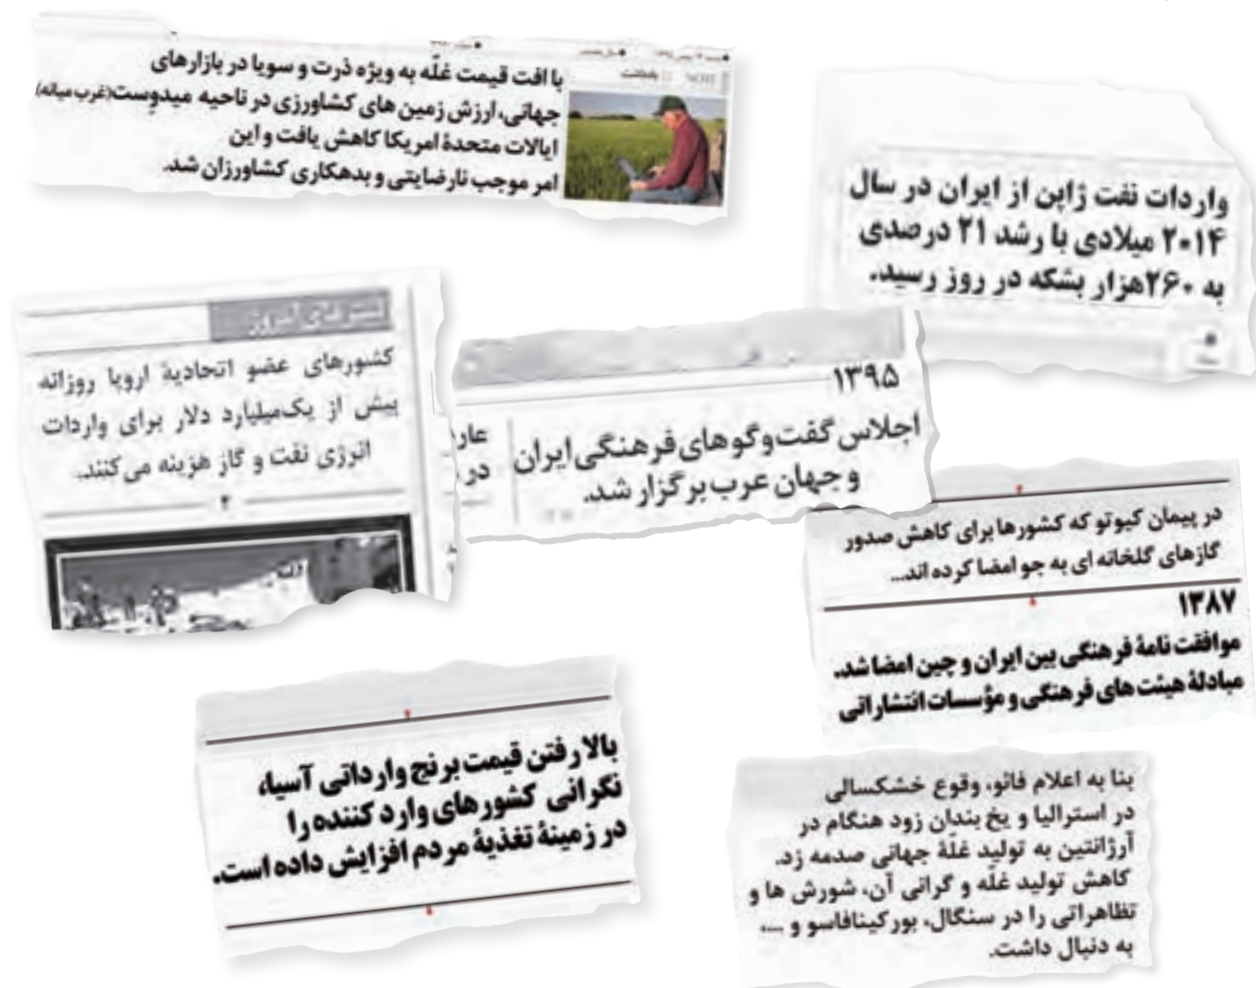 با افت قیمت غلّه به ویژه ذرت و سویا در بازارهای
جهانی، ارزش زمین های کشاورزی در ناحیه میدوِست(غرب میانه)
ایالات متحدهٔ امریکا کاهش یافت و این
امر موجب نارضایتی و بدهکاری کشاورزان شد.
واردات نفت ژاپن از ایران در سال
۲۰۱۴ میلادی با رشد ۲۱ درصدی
به ۲۶۰هزار بشکه در روز رسید.
کشورهای عضو اتحادیهٔ اروپا روزانه
بیش از یک‌میلیارد دلار برای واردات
انرژی نفت و گاز هزینه می‌کنند.
۲
۱۳۹۵
اجلاس گفت‌وگوهای فرهنگی ایران
و جهان عرب برگزار شد.
عار
در
در پیمان کیوتو که کشورها برای کاهش صدور
گازهای گلخانه ای به جو امضا کرده اند...
۱۳۸۷
موافقت نامهٔ فرهنگی بین ایران و چین امضا شد.
مبادلهٔ هیئت های فرهنگی و مؤسسات انتشاراتی
بالا رفتن قیمت برنج وارداتی آسیا،
نگرانی کشورهای وارد کننده را
در زمینهٔ تغذیهٔ مردم افزایش داده است.
بنا به اعلام فائو، وقوع خشکسالی
در استرالیا و یخ بندان زود هنگام در
آرژانتین به تولید غلّهٔ جهانی صدمه زد.
کاهش تولید غلّه و گرانی آن، شورش ها و
تظاهراتی را در سنگال، بورکینافاسو و ....
به دنبال داشت.